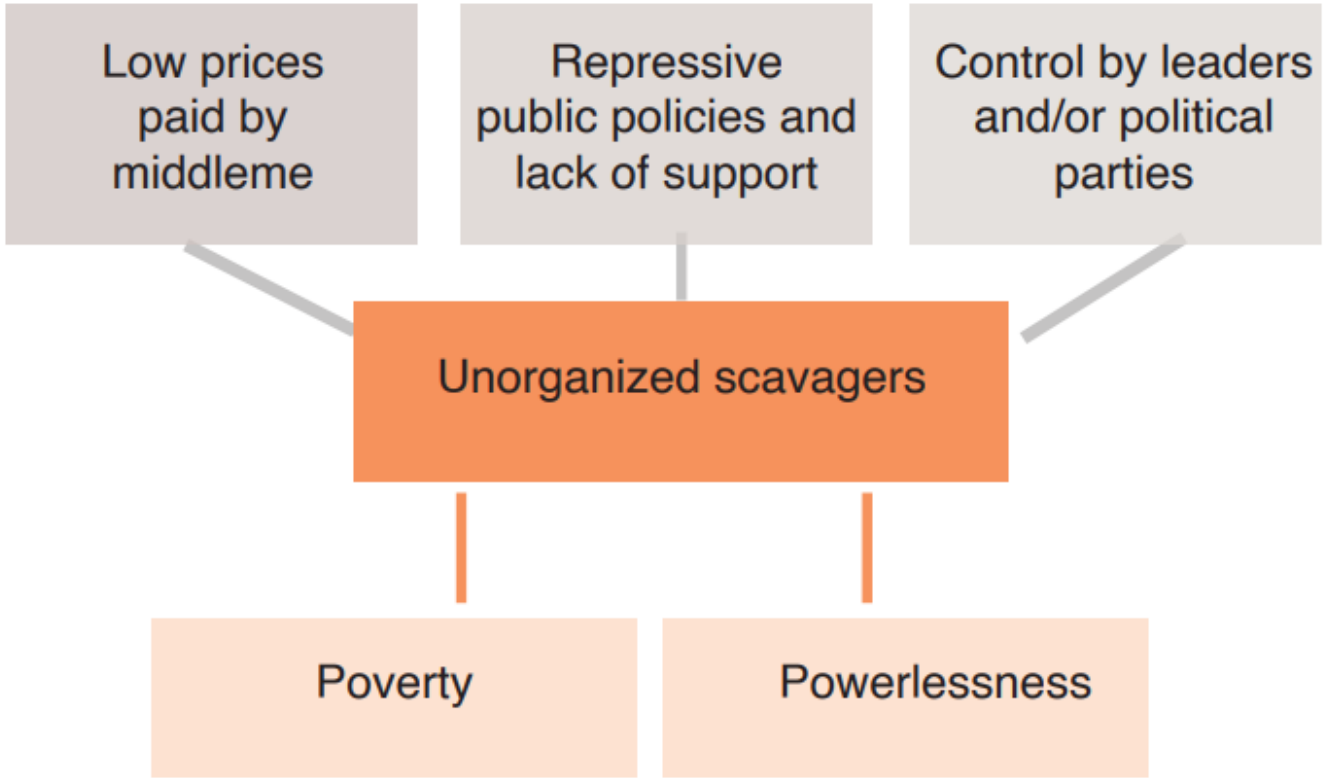 Low prices
paid by
middleme
Repressive
public policies and
lack of support
Control by leaders
and/or political
parties
Unorganized scavagers
Poverty
Powerlessness